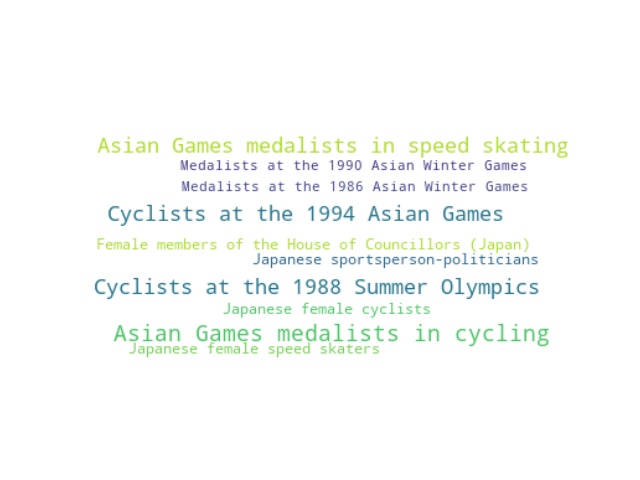 Asian Games medalists in speed skating
Medalists at the 1990 Asian Winter Games
Medalists at the 1986 Asian Winter Games
Cyclists at the 1994 Asian Games
Female members of the House of Councillors (Japan)
Japanese sportsperson-politicians
Cyclists at the 1988 Summer Olympics
Japanese female cyclists
Asian Games medalists in cycling
Japanese female speed skaters